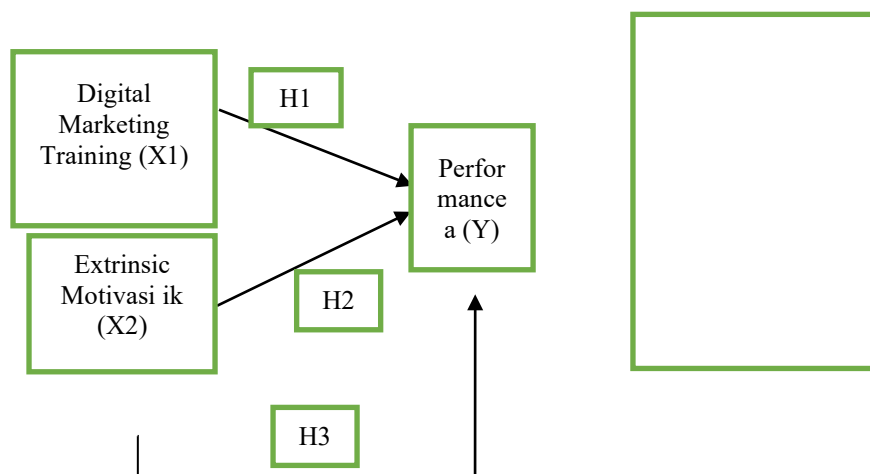 Digital
Marketing
Training (X1)
H1
Perfor
mance
a (Y)
Extrinsic
Motivasi ik
(X2)
H2
H3